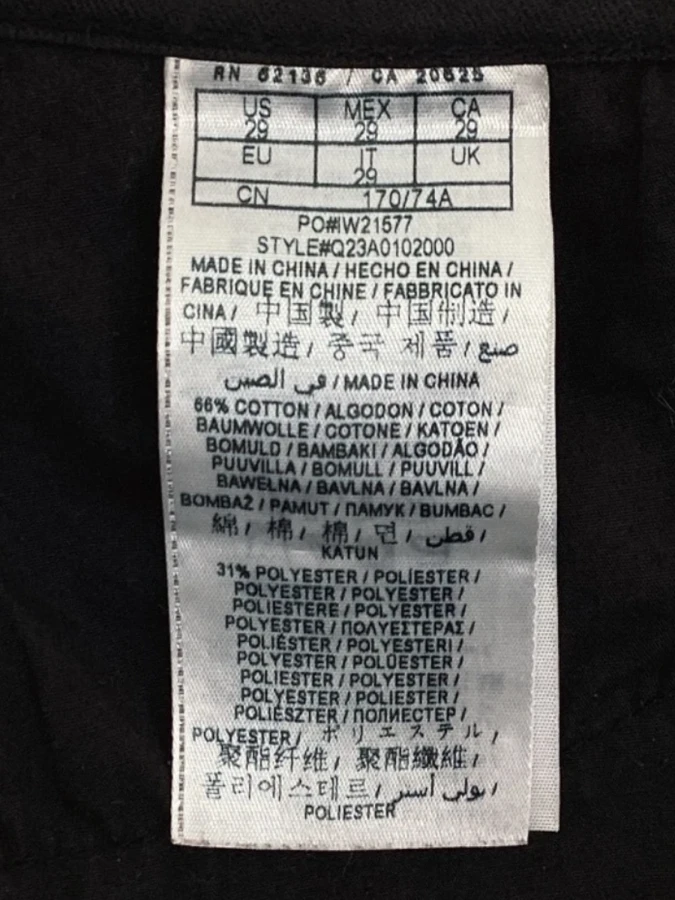 RN 62136 / CA 20625
US MEX CA
29 29 29
EU IT UK
29
CN 170/74A
PO#IW21577
STYLE#Q23A0102000
MADE IN CHINA / HECHO EN CHINA /
FABRIQUE EN CHINE / FABBRICATO IN
CINA / 中国製 / 中国制造 /
中國製造 / 중국 제품 / صنع
في الصين / MADE IN CHINA
66% COTTON / ALGODON / COTON /
BAUMWOLLE / COTONE / KATOEN /
BOMULD / BAMBAKI / ALGODÃO /
PUUVILLA / BOMULL / PUUVILL /
BAWEŁNA / BAVLNA / BAVLNA /
BOMBAŽ / PAMUT / ПАМУК / BUMBAC /
綿 / 棉 / 棉 / 면 / قطن /
KATUN
31% POLYESTER / POLIESTER /
POLYESTER / POLYESTER /
POLIESTERE / POLYESTER /
POLYESTER / ΠΟΛΥΕΣΤΕΡΑΣ /
POLIÉSTER / POLYESTERI /
POLYESTER / POLÜESTER /
POLIESTER / POLYESTER /
POLYESTER / POLIESTER /
POLIÉSZTER / ПОЛИЕСТЕР /
POLYESTER / ポリエステル /
聚酯纤维 / 聚酯纖維 /
폴리에스테르 / بولي أستر /
POLIESTER